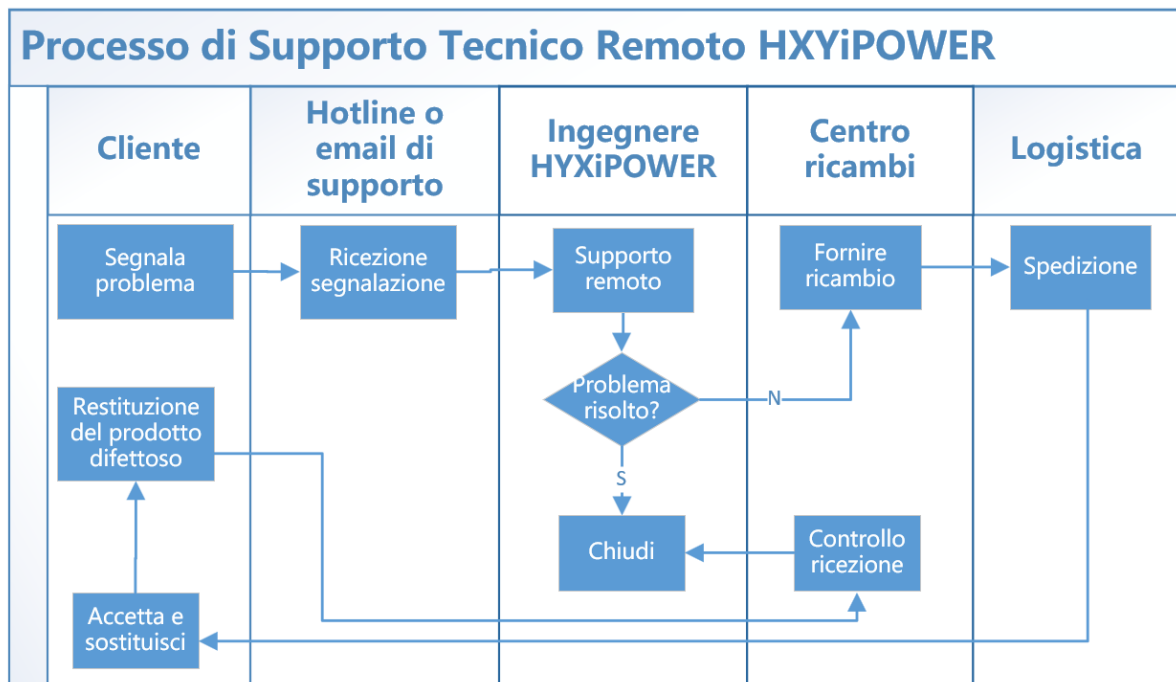 Processo di Supporto Tecnico Remoto HXYiPOWER
Cliente
Hotline o
email di
supporto
Ingegnere
HYXiPOWER
Centro
ricambi
Logistica
Segnala
problema
Ricezione
segnalazione
Supporto
remoto
Fornire
ricambio
Spedizione
Problema
risolto?
N
S
Restituzione
del prodotto
difettoso
Chiudi
Controllo
ricezione
Accetta e
sostituisci